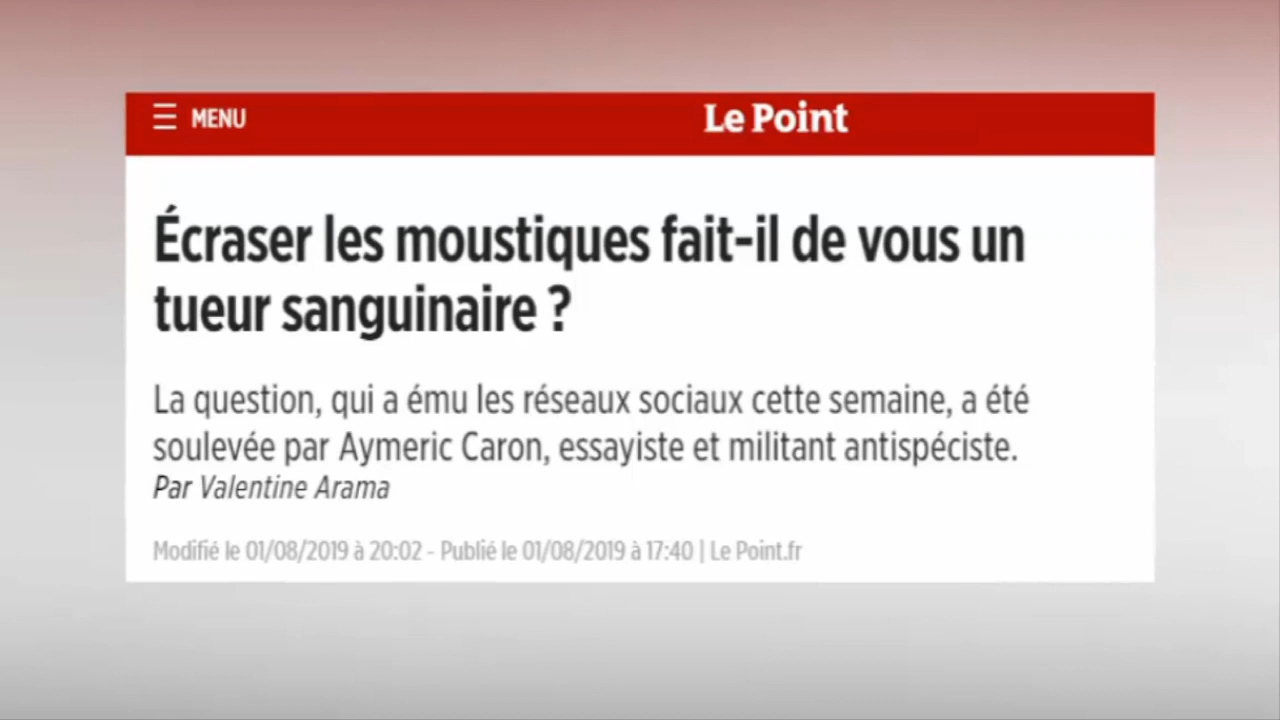 MENU
Le Point
Écraser les moustiques fait-il de vous un
tueur sanguinaire ?
La question, qui a ému les réseaux sociaux cette semaine, a été
soulevée par Aymeric Caron, essayiste et militant antispéciste.
Par Valentine Arama
Modifié le 01/08/2019 à 20:02 - Publié le 01/08/2019 à 17:40 | Le Point.fr